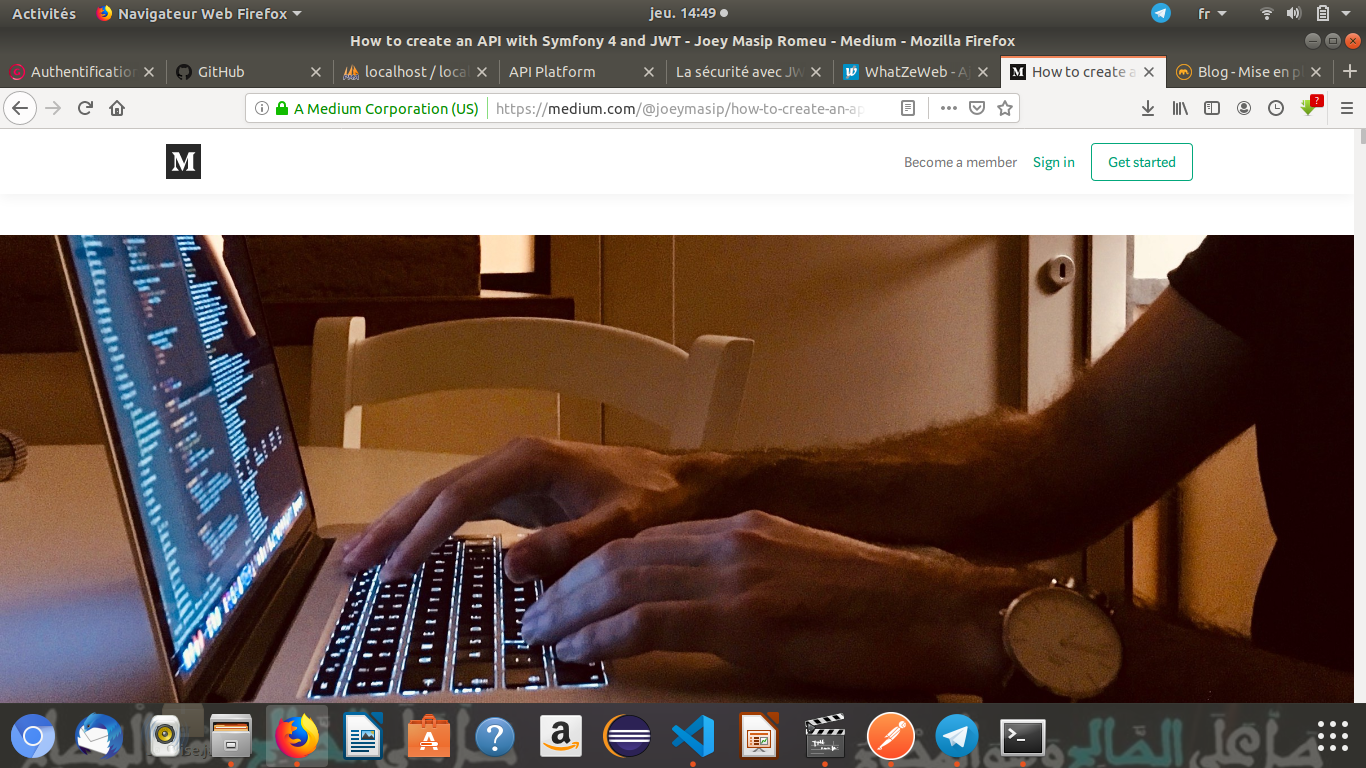 Activités Navigateur Web Firefox jeu. 14:49 fr
How to create an API with Symfony 4 and JWT - Joey Masip Romeu - Medium - Mozilla Firefox
Authentification GitHub localhost / local API Platform La sécurité avec JW WhatZeWeb - A How to create a Blog - Mise en pl
A Medium Corporation (US) https://medium.com/@joeymasip/how-to-create-an-ap
M Become a member Sign in Get started